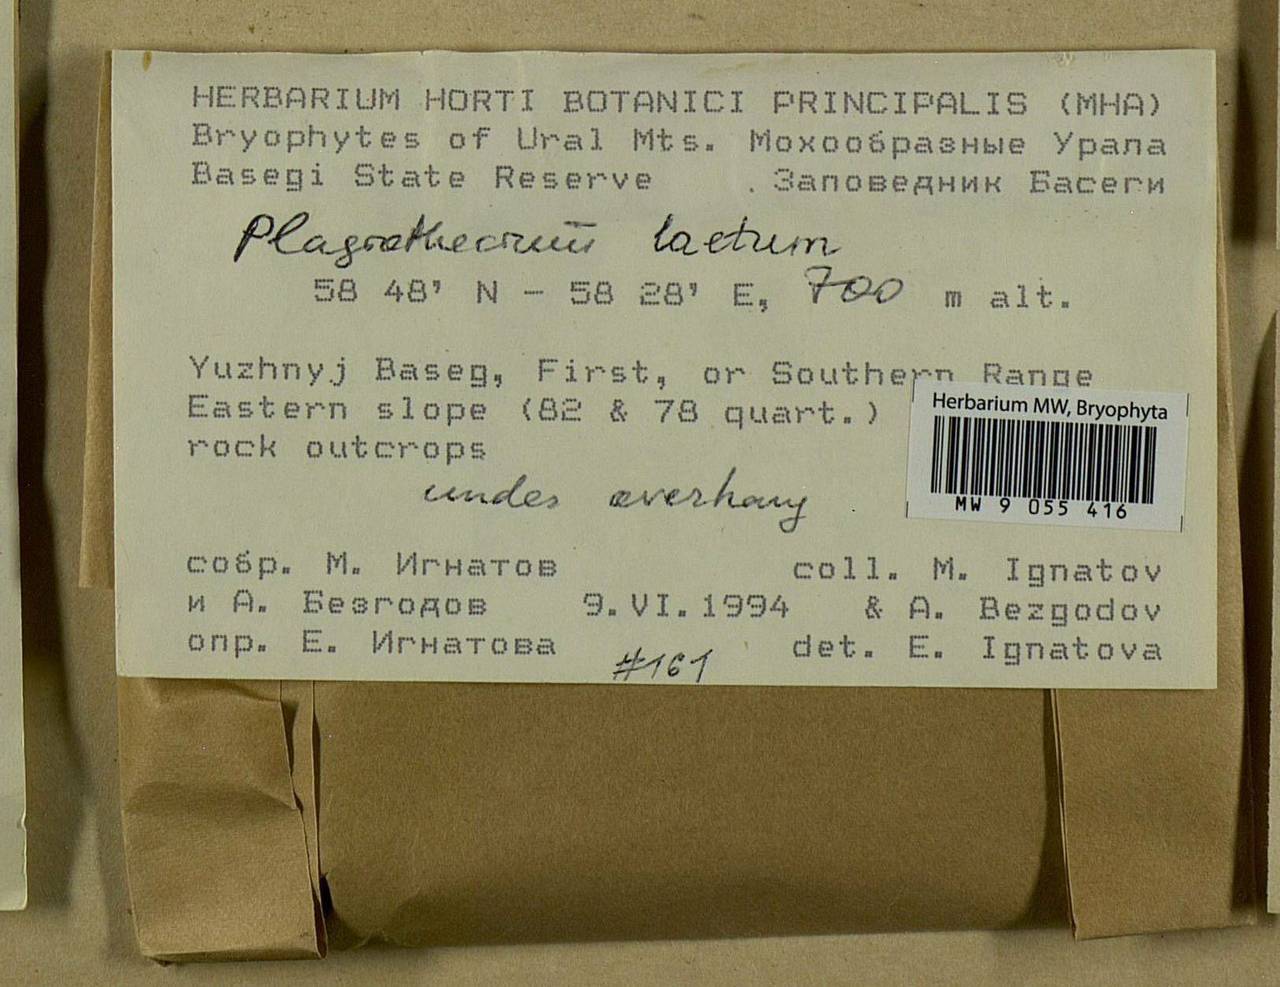 HERBARIUM HORTI BOTANICI PRINCIPALIS (MHA)
Bryophytes of Ural Mts. Мохообразные Урала
Basegi State Reserve . Заповедник Басеги
Plagiothecium laetum
58 48' N - 58 28' E, 700 m alt.
Yuzhnyj Baseg, First, or Southern Range
Eastern slope (82 & 78 quart.)
rock outcrops
under overhang
Herbarium MW, Bryophyta
MW 9 055 416
собр. М. Игнатов coll. M. Ignatov
и А. Безгодов 9.VI.1994 & A. Bezgodov
опр. Е. Игнатова det. E. Ignatova
#161